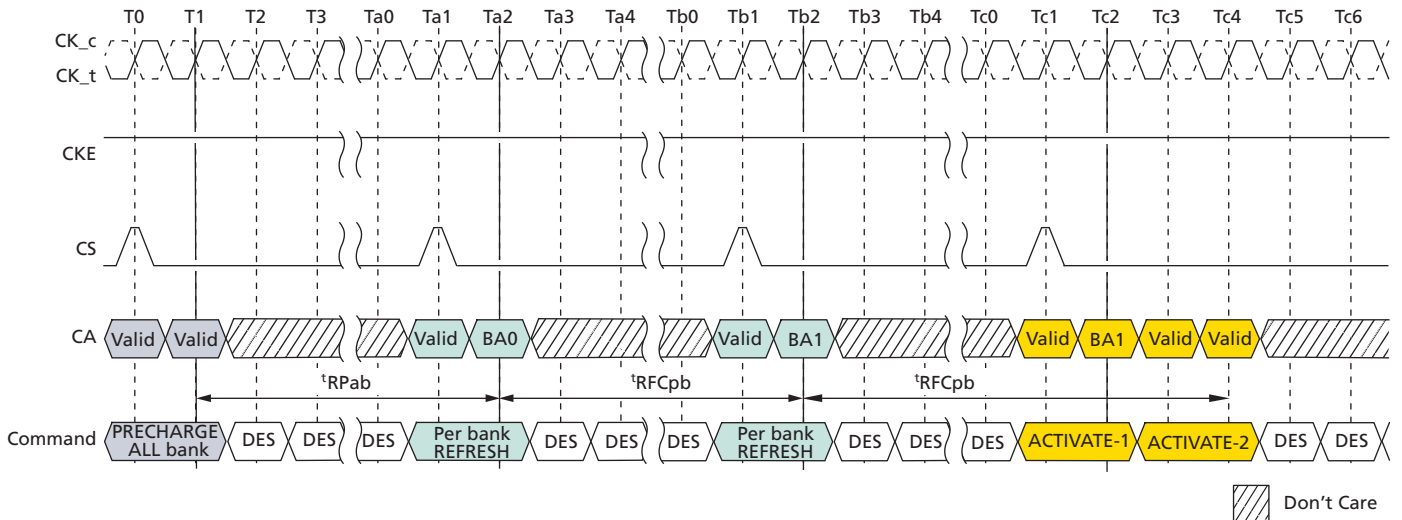 T0 T1 T2 T3 Ta0 Ta1 Ta2 Ta3 Ta4 Tb0 Tb1 Tb2 Tb3 Tb4 Tc0 Tc1 Tc2 Tc3 Tc4 Tc5 Tc6
CK_c
CK_t
CKE
CS
CA Valid Valid Valid BA0 Valid BA1 Valid BA1 Valid Valid
tRPab tRFCpb tRFCpb
Command PRECHARGE ALL bank DES DES DES Per bank REFRESH DES DES DES Per bank REFRESH DES DES DES ACTIVATE-1 ACTIVATE-2 DES DES
Don't Care